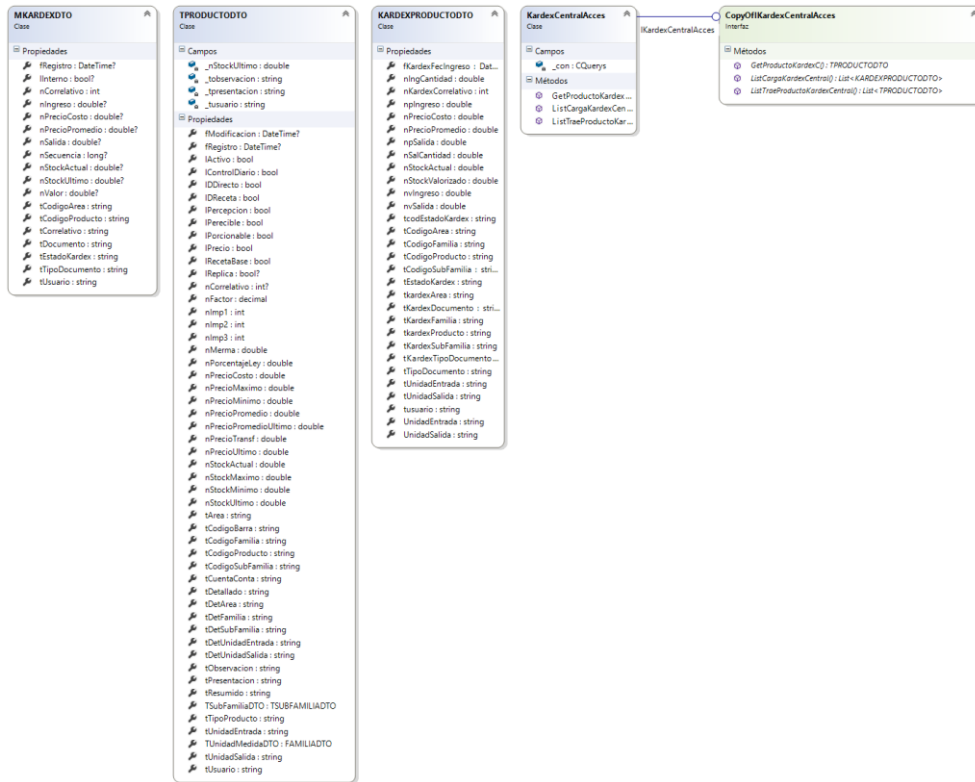 MKARDEXDTO
Clase
Propiedades
fRegistro : DateTime?
lInterno : bool?
nCorrelativo : int
nIngreso : double?
nPrecioCosto : double?
nPrecioPromedio : double?
nSalida : double?
nSecuencia : long?
nStockActual : double?
nStockUltimo : double?
nValor : double?
tCodigoArea : string
tCodigoProducto : string
tCorrelativo : string
tDocumento : string
tEstadoKardex : string
tTipoDocumento : string
tUsuario : string
TPRODUCTODTO
Clase
Campos
_nStockUltimo : double
_tobservacion : string
_tpresentacion : string
_tusuario : string
Propiedades
fModificacion : DateTime?
fRegistro : DateTime?
lActivo : bool
lControlDiario : bool
lDDirecto : bool
lDReceta : bool
lPercepcion : bool
lPerecible : bool
lPorcionable : bool
lPrecio : bool
lRecetaBase : bool
lReplica : bool?
nCorrelativo : int?
nFactor : decimal
nImp1 : int
nImp2 : int
nImp3 : int
nMerma : double
nPorcentajeLey : double
nPrecioCosto : double
nPrecioMaximo : double
nPrecioMinimo : double
nPrecioPromedio : double
nPrecioPromedioUltimo : double
nPrecioTransf : double
nPrecioUltimo : double
nStockActual : double
nStockMaximo : double
nStockMinimo : double
nStockUltimo : double
tArea : string
tCodigoBarra : string
tCodigoFamilia : string
tCodigoProducto : string
tCodigoSubFamilia : string
tCuentaConta : string
tDetallado : string
tDetArea : string
tDetFamilia : string
tDetSubFamilia : string
tDetUnidadEntrada : string
tDetUnidadSalida : string
tObservacion : string
tPresentacion : string
tResumido : string
TSubFamiliaDTO : TSUBFAMILIADTO
tTipoProducto : string
tUnidadEntrada : string
TUnidadMedidaDTO : FAMILIADTO
tUnidadSalida : string
tUsuario : string
KARDEXPRODUCTODTO
Clase
Propiedades
fKardexFecIngreso : Dat...
nIngCantidad : double
nKardexCorrelativo : int
npIngreso : double
nPrecioCosto : double
nPrecioPromedio : double
npSalida : double
nSalCantidad : double
nStockActual : double
nStockValorizado : double
nvIngreso : double
nvSalida : double
tcodEstadoKardex : string
tCodigoArea : string
tCodigoFamilia : string
tCodigoProducto : string
tCodigoSubFamilia : stri...
tEstadoKardex : string
tkardexArea : string
tKardexDocumento : stri...
tKardexFamilia : string
tkardexProducto : string
tKardexSubFamilia : string
tKardexTipoDocumento...
tTipoDocumento : string
tUnidadEntrada : string
tUnidadSalida : string
tusuario : string
UnidadEntrada : string
UnidadSalida : string
KardexCentralAcces
Clase
Campos
_con : CQuerys
Métodos
GetProductoKardex...
ListCargaKardexCen...
ListTraeProductoKar...
IKardexCentralAcces
CopyOfIKardexCentralAcces
Interfaz
Métodos
GetProductoKardexC() : TPRODUCTODTO
ListCargaKardexCentral() : List<KARDEXPRODUCTODTO>
ListTraeProductoKardexCentral() : List<TPRODUCTODTO>